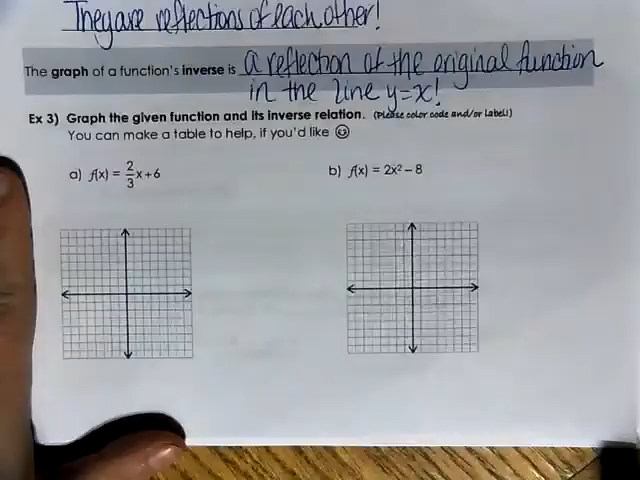 They are reflections of each other!
The graph of a function's inverse is a reflection of the original function
in the line y=x!
Ex 3) Graph the given function and its inverse relation. (Please color code and/or label!)
You can make a table to help, if you'd like ☺
a) f(x) = 2/3 x + 6
b) f(x) = 2x² – 8